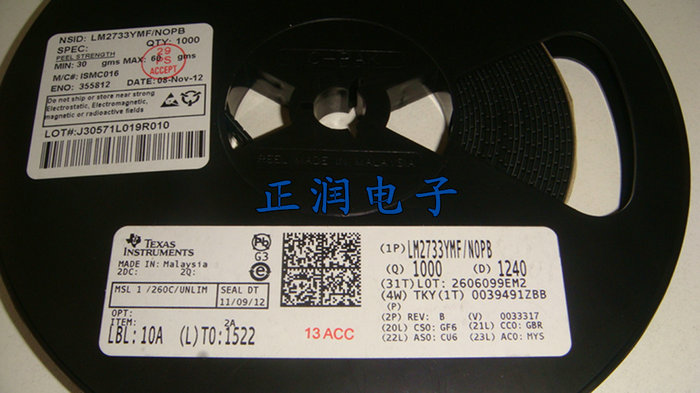 NSID: LM2733YMF/NOPB
SPEC: QTY: 1000
PEEL STRENGTH
MIN: 30 gms MAX: 60 gms
M/C#: ISMC016
ENO: 355812 DATE: 08-Nov-12
29
ACCEPT
Do not ship or store near strong
Electrostatic, Electromagnetic,
magnetic or radioactive fields
LOT#:J30571L019R010
REEL MADE IN MALAYSIA
正润电子
TEXAS
INSTRUMENTS
MADE IN: Malaysia
2DC: 2Q:
MSL 1 /260C/UNLIM
SEAL DT
11/09/12
OPT:
ITEM: 2A
LBL: 10A (L)TO:1522
Pb
G3
e
13 ACC
(1P) LM2733YMF/NOPB
(Q) 1000 (D) 1240
(31T)LOT: 2606099EM2
(4W) TKY(1T) 0039491ZBB
(P)
(2P) REV: B (V) 0033317
(20L) CSO: GF6 (21L) CCO: GBR
(22L) ASO: CU6 (23L) ACO: MYS